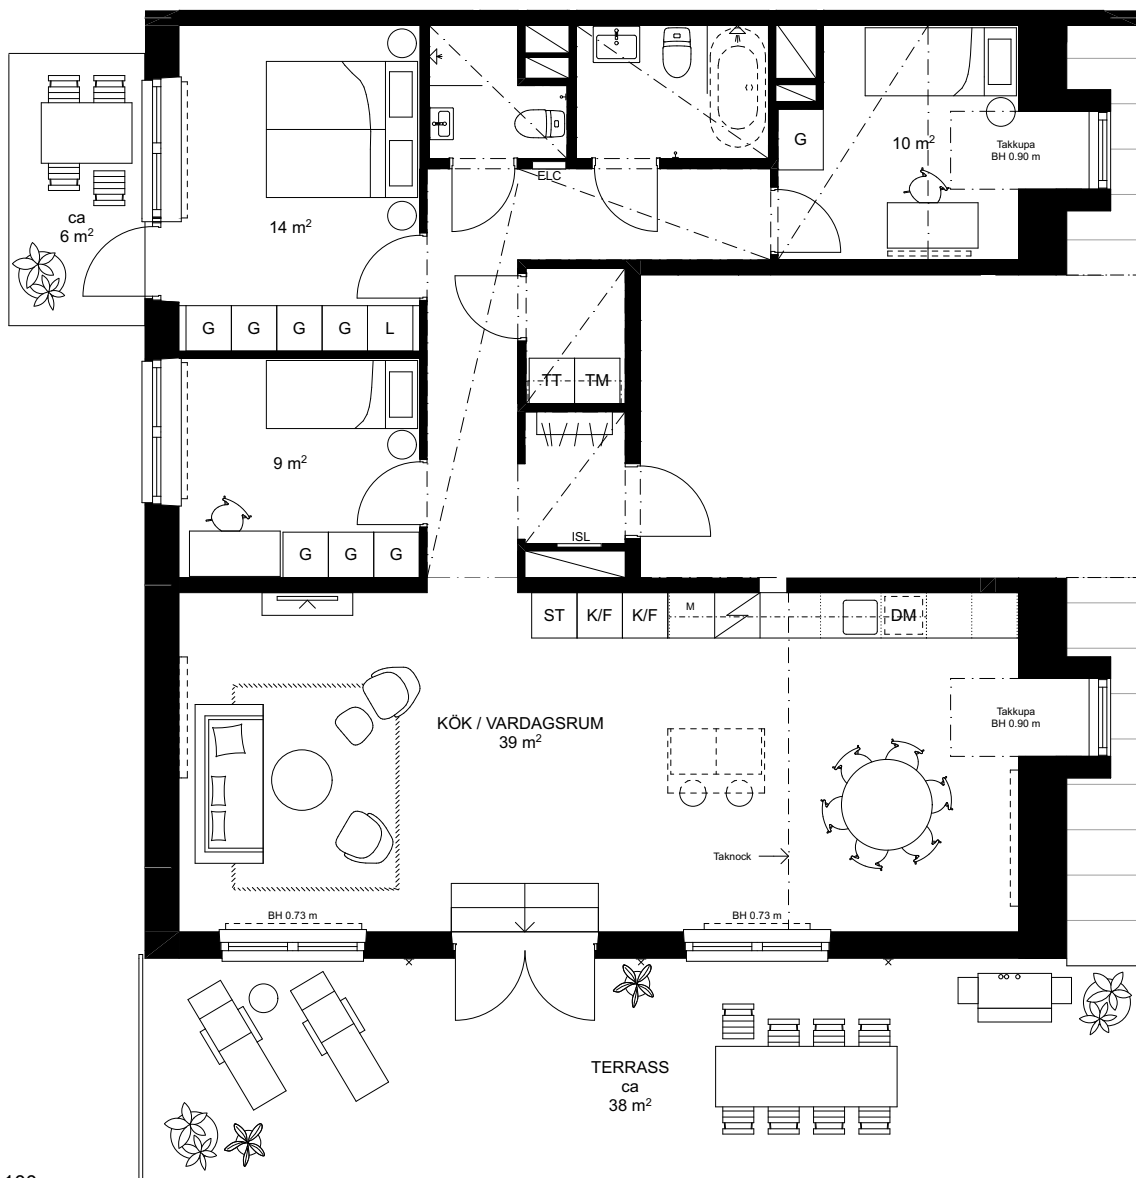 Takkupa
BH 0.90 m
10 m²
G
ELC
ca
6 m²
14 m²
G G G G L
TT TM
9 m²
G G G
ISL
ST K/F K/F M DM
KÖK / VARDAGSRUM
39 m²
Takkupa
BH 0.90 m
Taknock
BH 0.73 m
BH 0.73 m
TERRASS
ca
38 m²